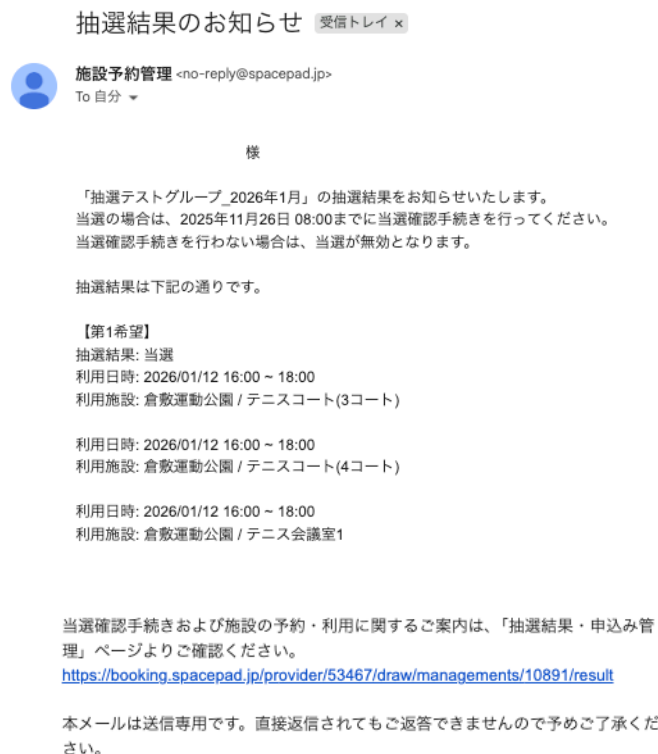 抽選結果のお知らせ 受信トレイ ×
施設予約管理 <no-reply@spacepad.jp>
To 自分
様
「抽選テストグループ_2026年1月」の抽選結果をお知らせいたします。
当選の場合は、2025年11月26日 08:00までに当選確認手続きを行ってください。
当選確認手続きを行わない場合は、当選が無効となります。
抽選結果は下記の通りです。
【第1希望】
抽選結果: 当選
利用日時: 2026/01/12 16:00 ~ 18:00
利用施設: 倉敷運動公園 / テニスコート(3コート)
利用日時: 2026/01/12 16:00 ~ 18:00
利用施設: 倉敷運動公園 / テニスコート(4コート)
利用日時: 2026/01/12 16:00 ~ 18:00
利用施設: 倉敷運動公園 / テニス会議室1
当選確認手続きおよび施設の予約・利用に関するご案内は、「抽選結果・申込み管
理」ページよりご確認ください。
https://booking.spacepad.jp/provider/53467/draw/managements/10891/result
本メールは送信専用です。直接返信されてもご返答できませんので予めご了承くだ
さい。